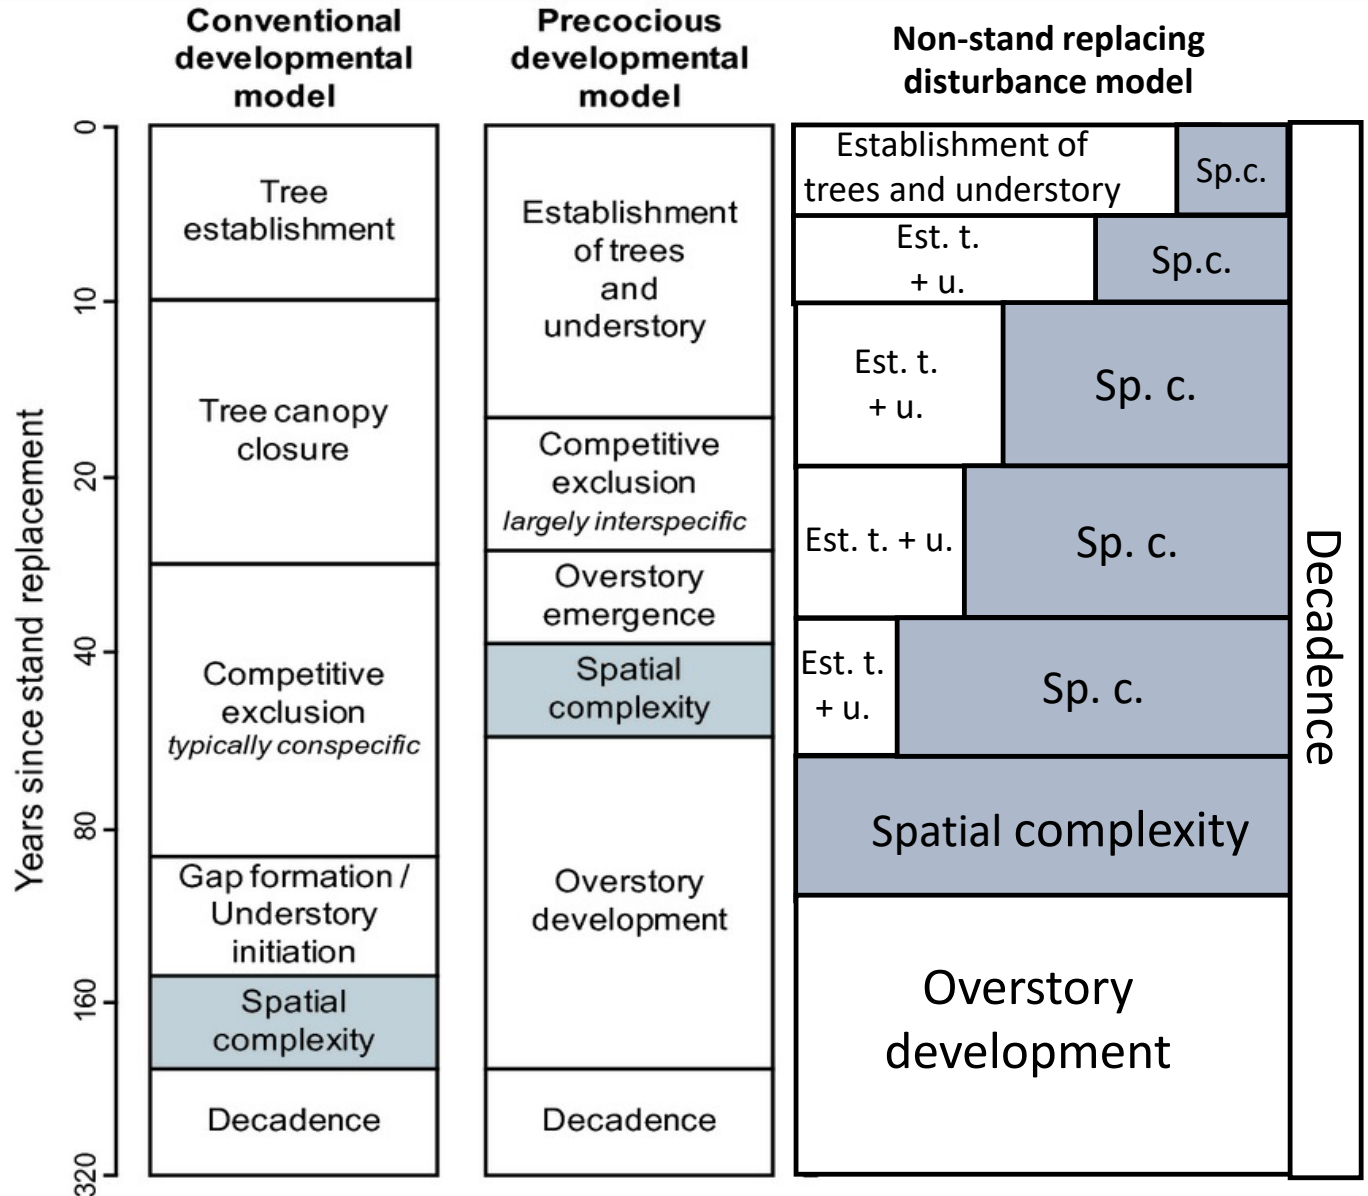 Conventional
developmental
model
Precocious
developmental
model
Non-stand replacing
disturbance model
Years since stand replacement
0
10
20
40
80
160
320
Tree
establishment
Tree canopy
closure
Competitive
exclusion
typically conspecific
Gap formation /
Understory
initiation
Spatial
complexity
Decadence
Establishment
of trees
and
understory
Competitive
exclusion
largely interspecific
Overstory
emergence
Spatial
complexity
Overstory
development
Decadence
Establishment of
trees and understory
Sp.c.
Est. t.
+ u.
Sp.c.
Est. t.
+ u.
Sp. c.
Est. t. + u.
Sp. c.
Est. t.
+ u.
Sp. c.
Spatial complexity
Overstory
development
Decadence